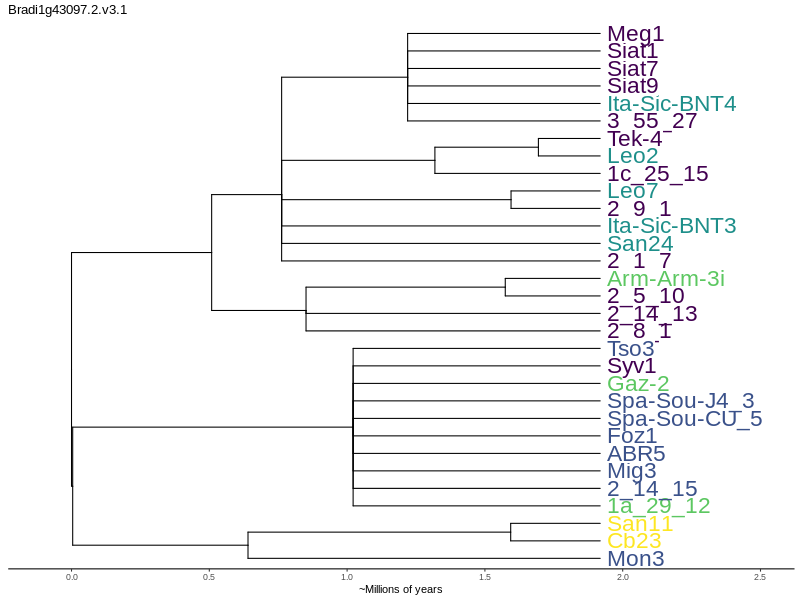 Bradi1g43097.2.v3.1
Meg1
Siat1
Siat7
Siat9
Ita-Sic-BNT4
3_55_27
Tek-4
Leo2
1c_25_15
Leo7
2_9_1
Ita-Sic-BNT3
San24
2_1_7
Arm-Arm-3i
2_5_10
2_14_13
2_8_1
Tso3
Syv1
Gaz-2
Spa-Sou-J4_3
Spa-Sou-CU_5
Foz1
ABR5
Mig3
2_14_15
1a_29_12
San11
Cb23
Mon3
0.0 0.5 1.0 1.5 2.0 2.5
~Millions of years